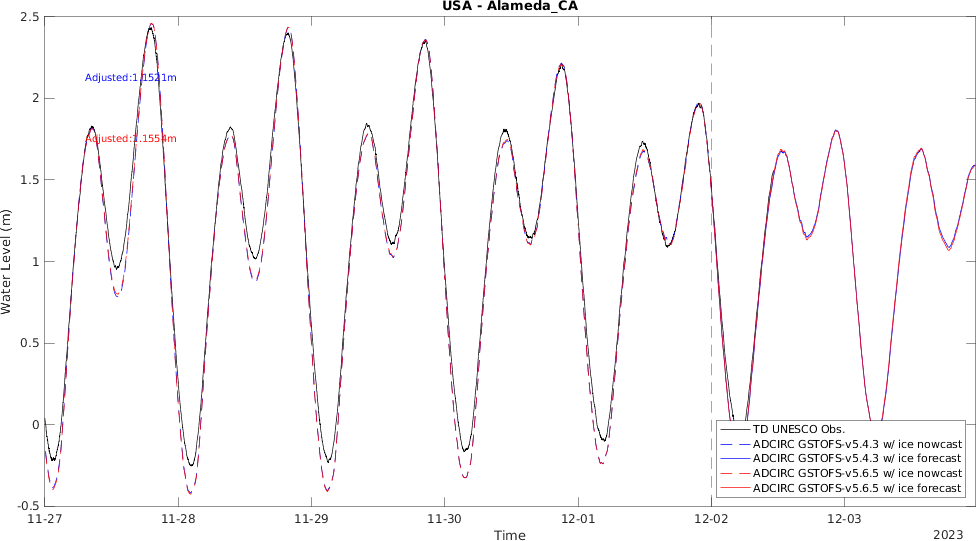 USA - Alameda_CA
2.5
Adjusted:1.1521m
2
Adjusted:1.1554m
1.5
Water Level (m)
1
0.5
0
TD UNESCO Obs.
ADCIRC GSTOFS-v5.4.3 w/ ice nowcast
ADCIRC GSTOFS-v5.4.3 w/ ice forecast
ADCIRC GSTOFS-v5.6.5 w/ ice nowcast
ADCIRC GSTOFS-v5.6.5 w/ ice forecast
-0.5
11-27 11-28 11-29 11-30 12-01 12-02 12-03
Time
2023